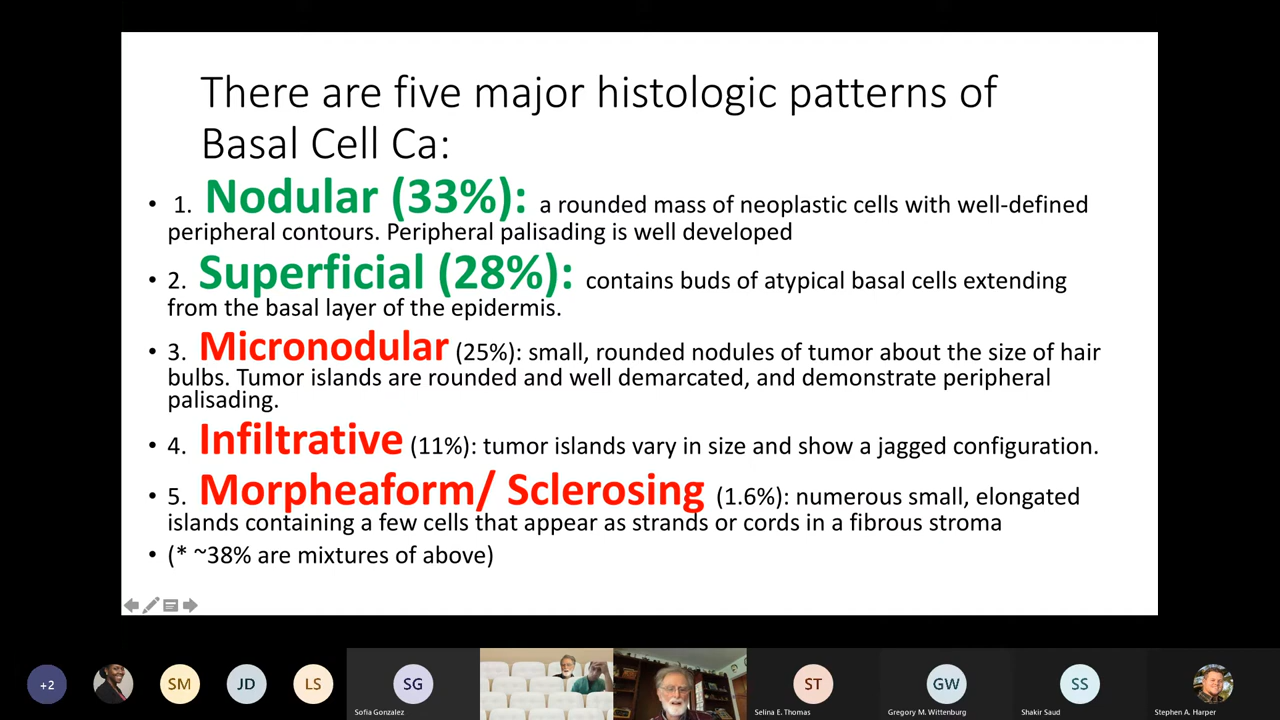 There are five major histologic patterns of
Basal Cell Ca:
• 1. Nodular (33%): a rounded mass of neoplastic cells with well-defined
peripheral contours. Peripheral palisading is well developed
• 2. Superficial (28%): contains buds of atypical basal cells extending
from the basal layer of the epidermis.
• 3. Micronodular (25%): small, rounded nodules of tumor about the size of hair
bulbs. Tumor islands are rounded and well demarcated, and demonstrate peripheral
palisading.
• 4. Infiltrative (11%): tumor islands vary in size and show a jagged configuration.
• 5. Morpheaform/ Sclerosing (1.6%): numerous small, elongated
islands containing a few cells that appear as strands or cords in a fibrous stroma
• (* ~38% are mixtures of above)
+2 SM JD LS SG ST GW SS
Sofia Gonzalez Selina E. Thomas Gregory M. Wittenburg Shakir Saud Stephen A. Harper